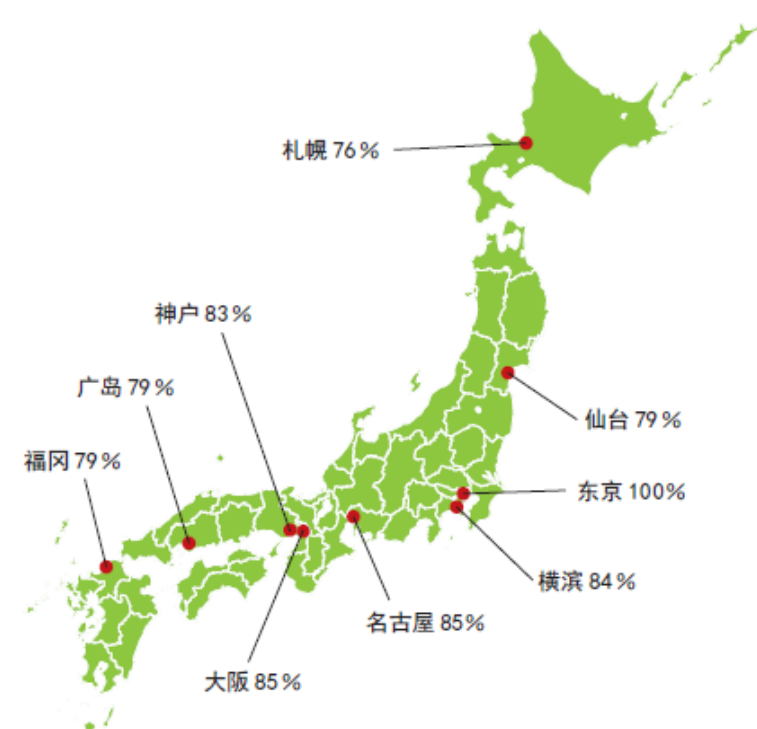 札幌 76%
神户 83%
广岛 79%
仙台 79%
福冈 79%
东京 100%
横滨 84%
名古屋 85%
大阪 85%